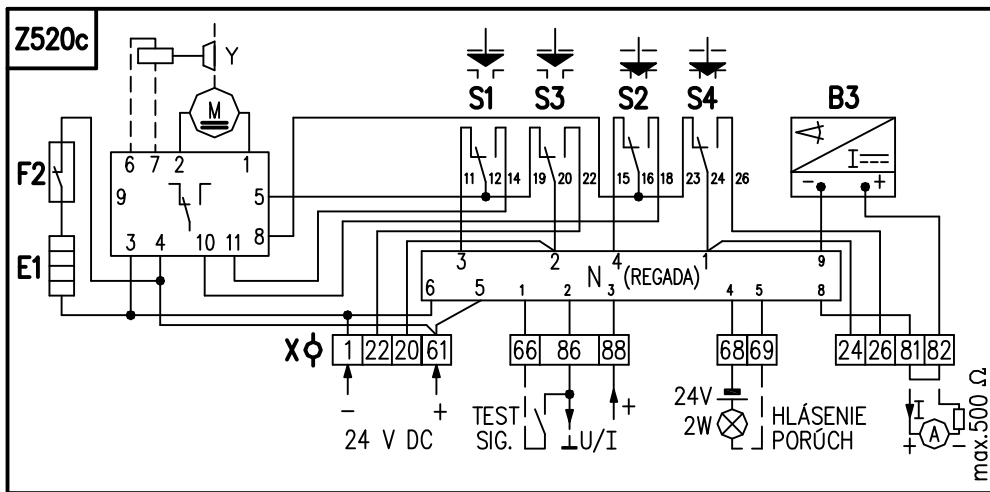 Z520c
Y
S1 S3 S2 S4 B3
M
F2
6 7 2 1
9 5
11 12 14 19 20 22 15 16 18 23 24 26
I
- +
3 4 10 11 8
E1
3 2 4 N (REGADA) 1 9
6 5 1 2 3 4 5 8
X 1 22 20 61 66 86 88 68 69 24 26 81 82
- +
24 V DC
TEST
SIG.
U/I
+
24V
2W
HLÁSENIE
PORÚCH
I
+ A -
max.500 Ω